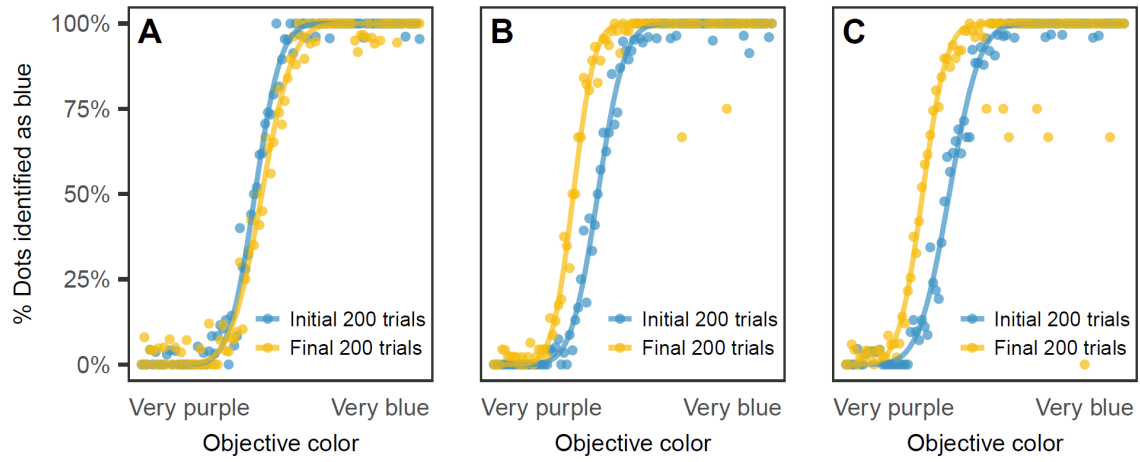 A
B
C
% Dots identified as blue
100%
75%
50%
25%
0%
Initial 200 trials
Final 200 trials
Initial 200 trials
Final 200 trials
Initial 200 trials
Final 200 trials
Very purple
Very blue
Very purple
Very blue
Very purple
Very blue
Objective color
Objective color
Objective color